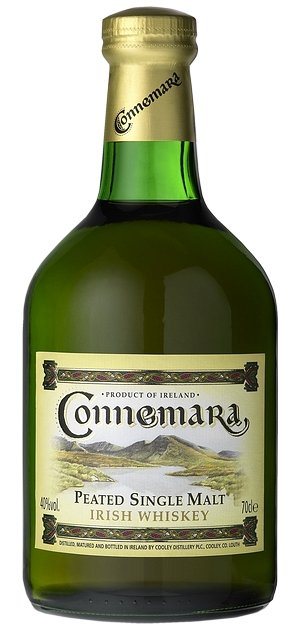 Connemara
• PRODUCT OF IRELAND •
Connemara
PEATED SINGLE MALT
IRISH WHISKEY
40%vol.
70cl e
DISTILLED, MATURED AND BOTTLED IN IRELAND BY COOLEY DISTILLERY PLC., COOLEY, CO. LOUTH